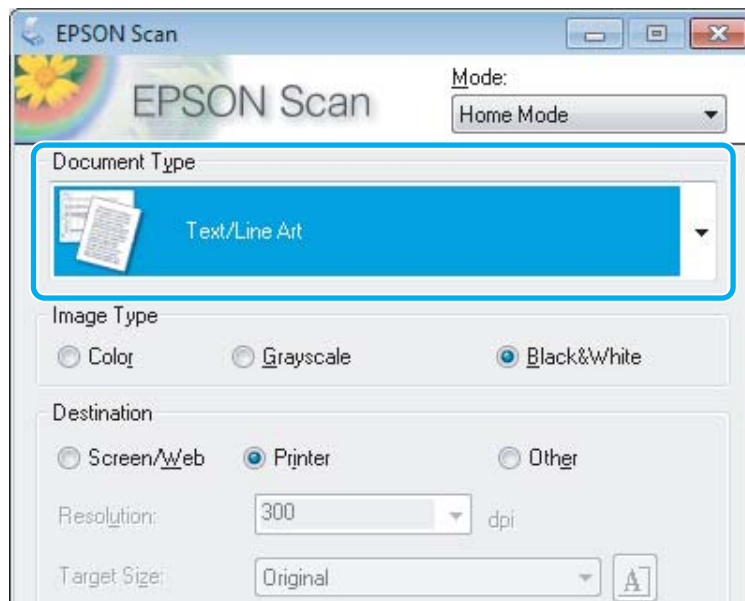 EPSON Scan
EPSON Scan
Mode:
Home Mode
Document Type
Text/Line Art
Image Type
Color Grayscale Black&White
Destination
Screen/Web Printer Other
Resolution: 300 dpi
Target Size: Original A